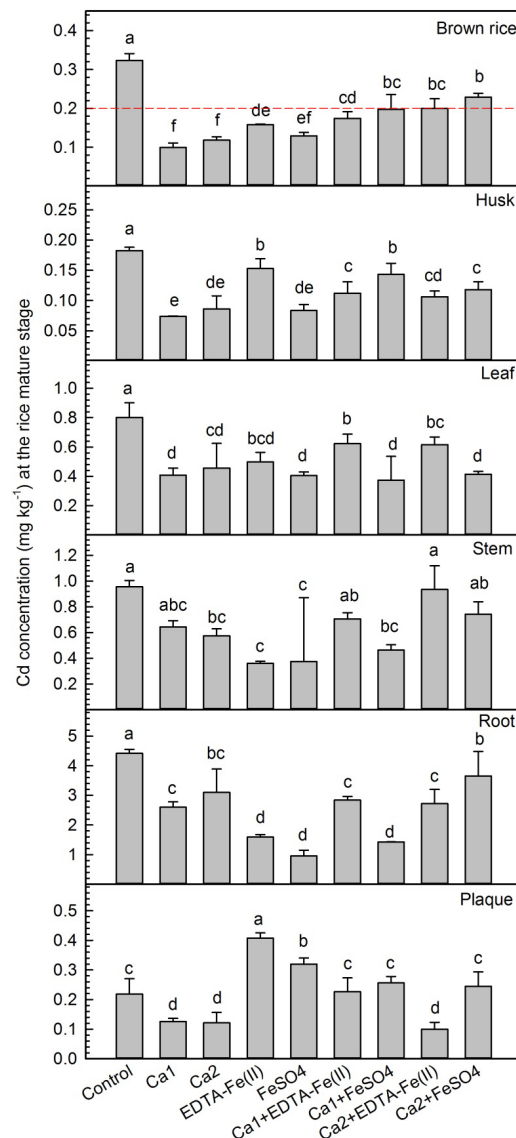 Cd concentration (mg kg⁻¹) at the rice mature stage
Brown rice
0.4
0.3
0.2
0.1
a
f
f
de
ef
cd
bc
bc
b
Husk
0.25
0.20
0.15
0.10
0.05
a
e
de
b
de
c
b
cd
c
Leaf
1.0
0.8
0.6
0.4
0.2
a
d
cd
bcd
d
b
d
bc
d
Stem
1.2
1.0
0.8
0.6
0.4
0.2
a
abc
bc
c
c
ab
bc
a
ab
Root
5
4
3
2
1
a
c
bc
d
d
c
d
c
b
Plaque
0.5
0.4
0.3
0.2
0.1
0.0
c
d
d
a
b
c
c
d
c
Control
Ca1
Ca2
EDTA-Fe(II)
FeSO4
Ca1+EDTA-Fe(II)
Ca1+FeSO4
Ca2+EDTA-Fe(II)
Ca2+FeSO4